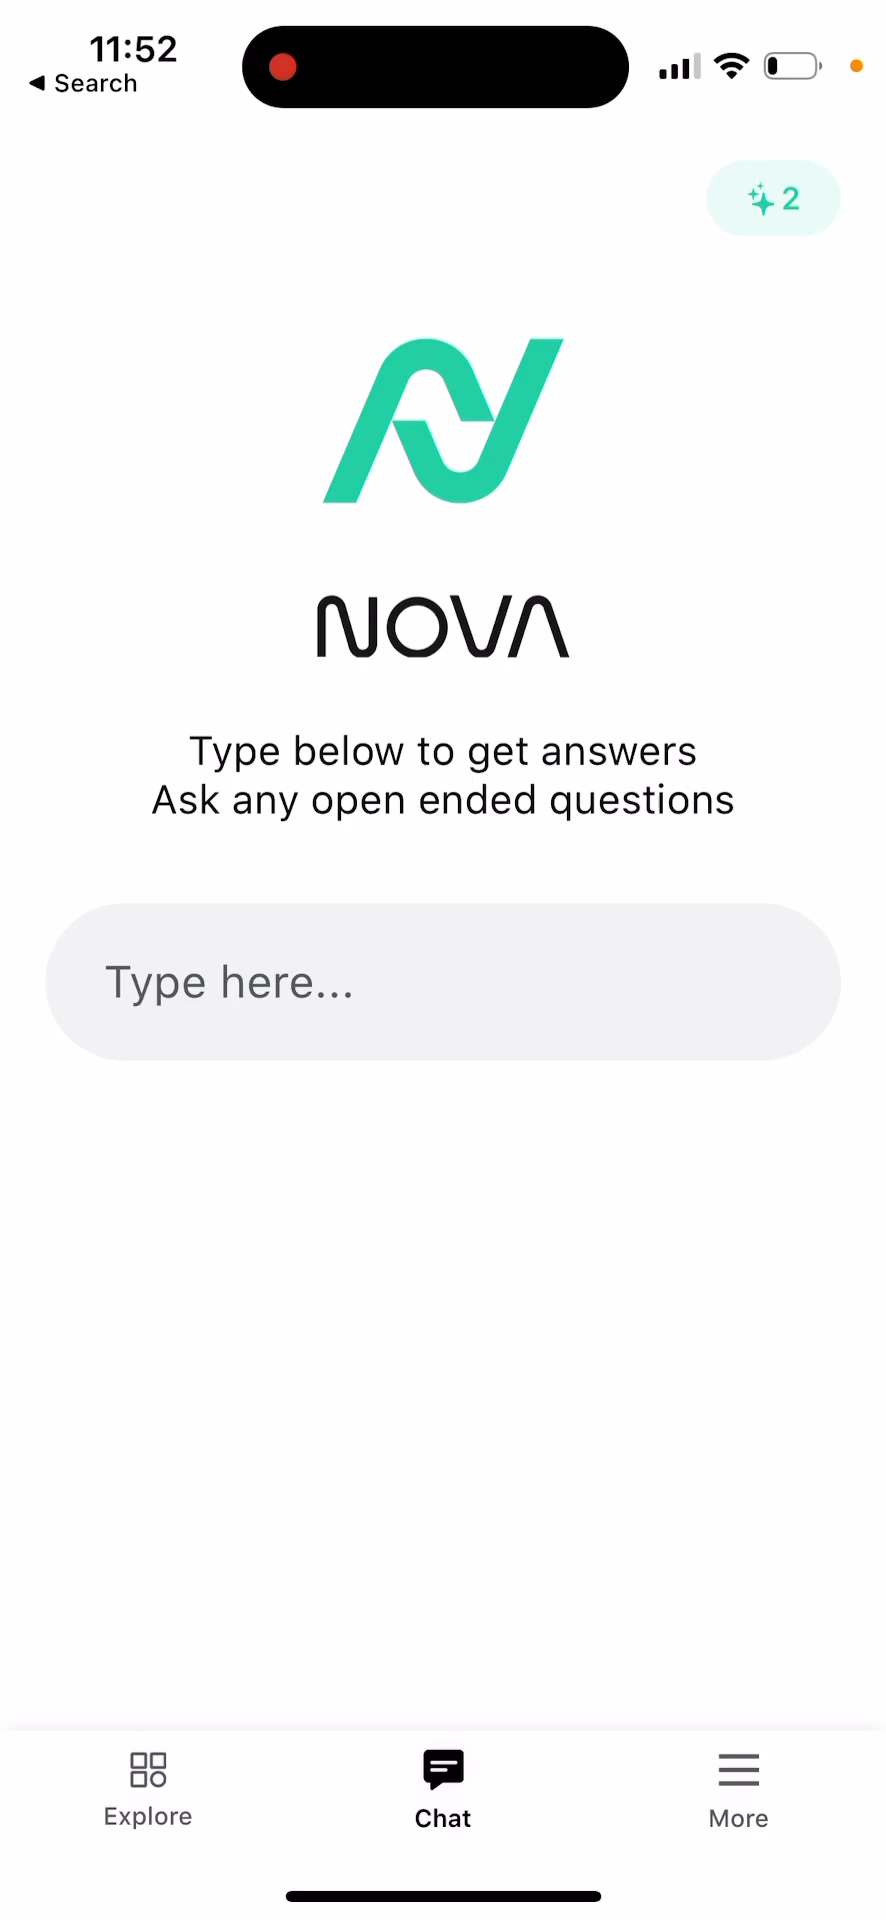 11:52
Search
2
NOVA
Type below to get answers
Ask any open ended questions
Type here...
Explore
Chat
More